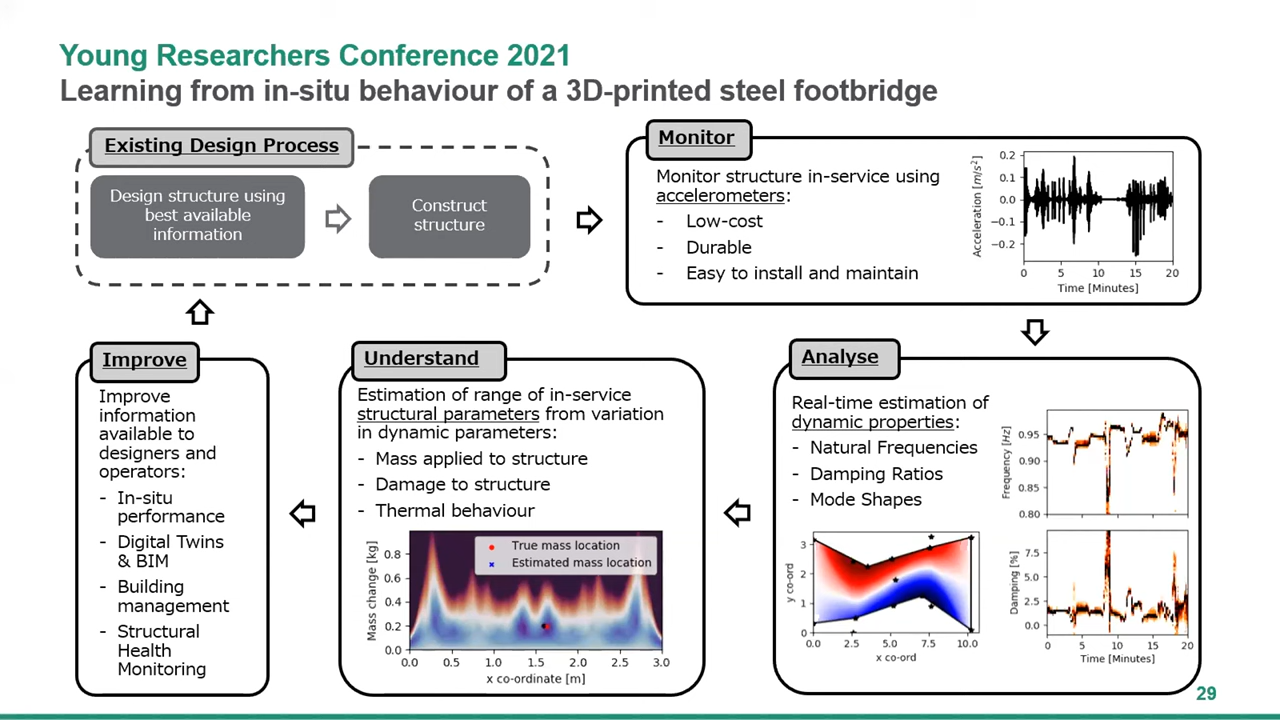 Young Researchers Conference 2021
Learning from in-situ behaviour of a 3D-printed steel footbridge
Existing Design Process
Design structure using
best available
information
Construct
structure
Monitor
Monitor structure in-service using
accelerometers:
- Low-cost
- Durable
- Easy to install and maintain
Acceleration [m/s²]
0.2
0.1
0.0
−0.1
−0.2
0 5 10 15 20
Time [Minutes]
Analyse
Real-time estimation of
dynamic properties:
- Natural Frequencies
- Damping Ratios
- Mode Shapes
Frequency [Hz]
0.95
0.90
0.85
0.80
Damping [%]
7.5
5.0
2.5
0.0
0 5 10 15 20
Time [Minutes]
y co-ord
3
2
1
0
0.0 2.5 5.0 7.5 10.0
x co-ord
Understand
Estimation of range of in-service
structural parameters from variation
in dynamic parameters:
- Mass applied to structure
- Damage to structure
- Thermal behaviour
True mass location
Estimated mass location
Mass change [kg]
0.8
0.6
0.4
0.2
0.0
0.0 0.5 1.0 1.5 2.0 2.5 3.0
x co-ordinate [m]
Improve
Improve
information
available to
designers and
operators:
- In-situ
performance
- Digital Twins
& BIM
- Building
management
- Structural
Health
Monitoring
29